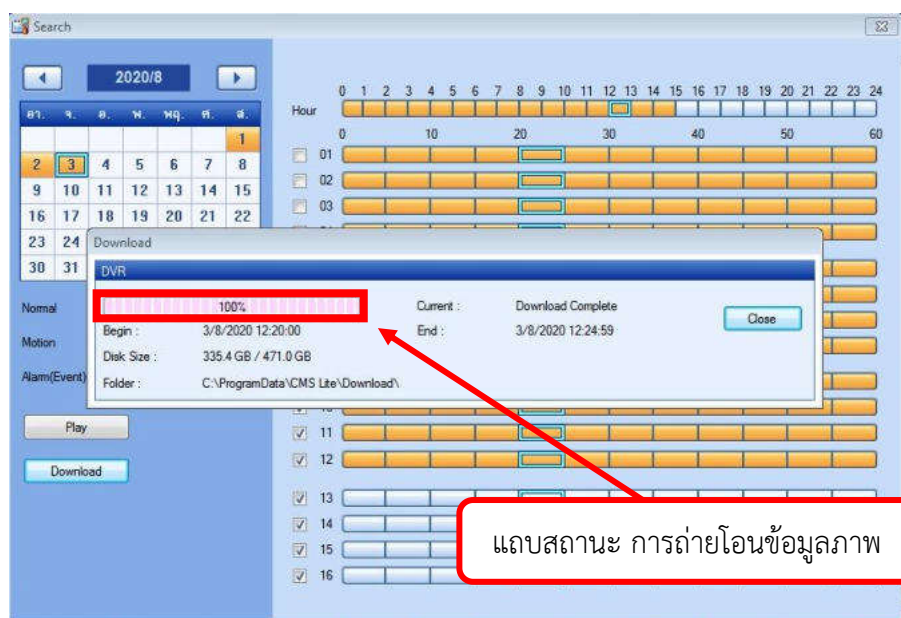 Search
2020/8
อา. จ. อ. พ. พฤ. ศ. ส.
1
2 3 4 5 6 7 8
9 10 11 12 13 14 15
16 17 18 19 20 21 22
23 24
30 31
Normal
Motion
Alarm(Event)
Play
Download
0 1 2 3 4 5 6 7 8 9 10 11 12 13 14 15 16 17 18 19 20 21 22 23 24
Hour
0 10 20 30 40 50 60
01
02
03
Download
DVR
100% Current : Download Complete
Close
Begin : 3/8/2020 12:20:00 End : 3/8/2020 12:24:59
Disk Size : 335.4 GB / 471.0 GB
Folder : C:\ProgramData\CMS Lite\Download\
11
12
13
14
15
16
แถบสถานะ การถ่ายโอนข้อมูลภาพ